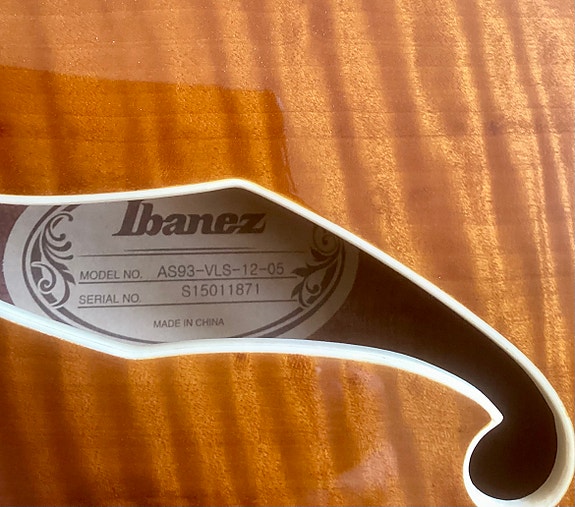 Ibanez
MODEL NO. AS93-VLS-12-05
SERIAL NO. S15011871
MADE IN CHINA